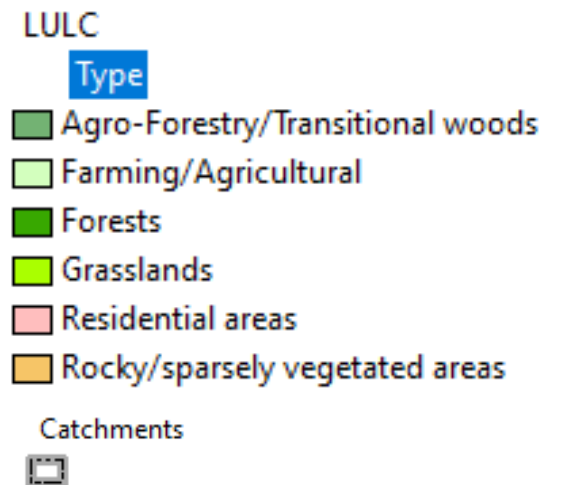 LULC
Type
Agro-Forestry/Transitional woods
Farming/Agricultural
Forests
Grasslands
Residential areas
Rocky/sparsely vegetated areas
Catchments